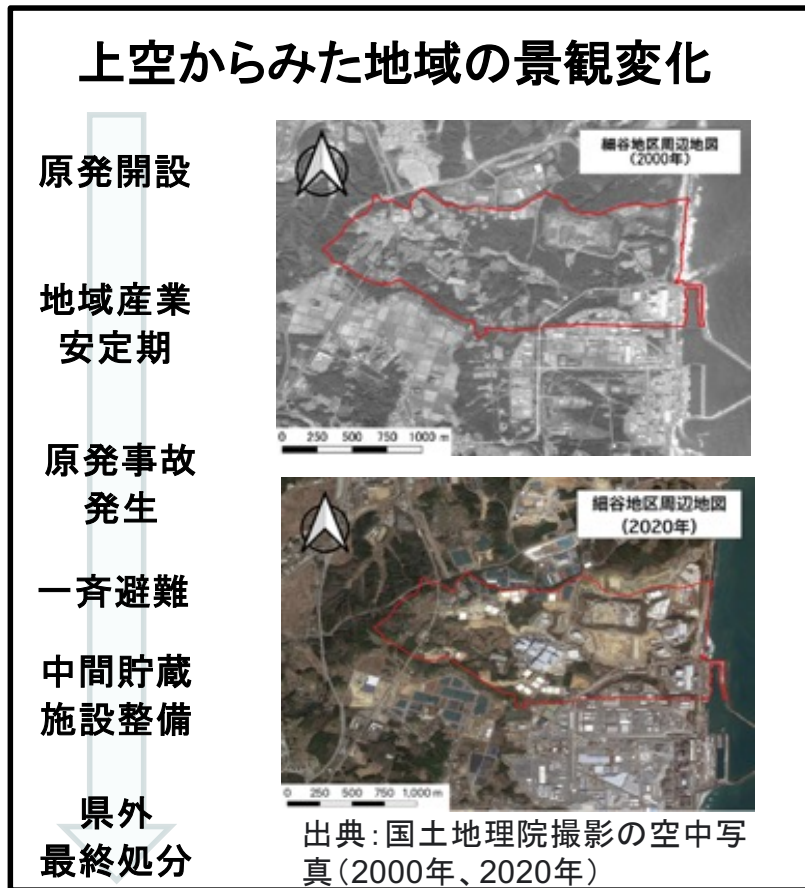 上空からみた地域の景観変化
原発開設
地域産業
安定期
原発事故
発生
一斉避難
中間貯蔵
施設整備
県外
最終処分
細谷地区周辺地図
(2000年)
0 250 500 750 1000 m
細谷地区周辺地図
(2020年)
0 250 500 750 1,000 m
出典:国土地理院撮影の空中写
真(2000年、2020年)